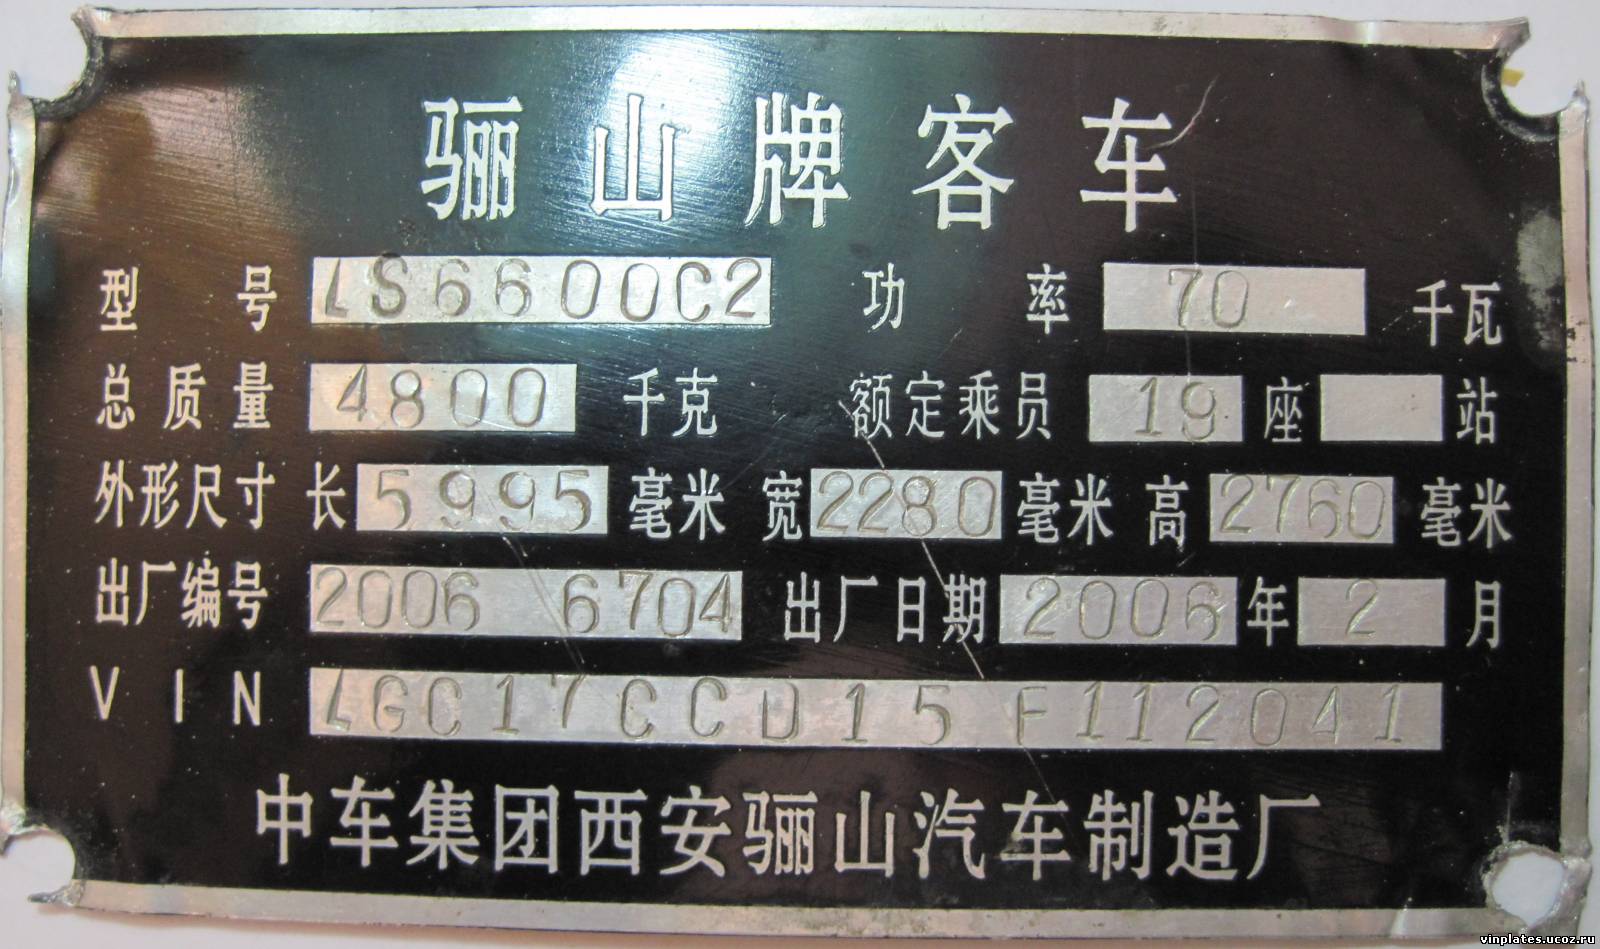 骊山牌客车
型号 LS6600C2 功率 70 千瓦
总质量 4800 千克 额定乘员 19 座 站
外形尺寸 长 5995 毫米 宽 2280 毫米 高 2760 毫米
出厂编号 2006 6704 出厂日期 2006 年 2 月
VIN LGC17CCD15F112041
中车集团西安骊山汽车制造厂
vinplates.ucoz.ru